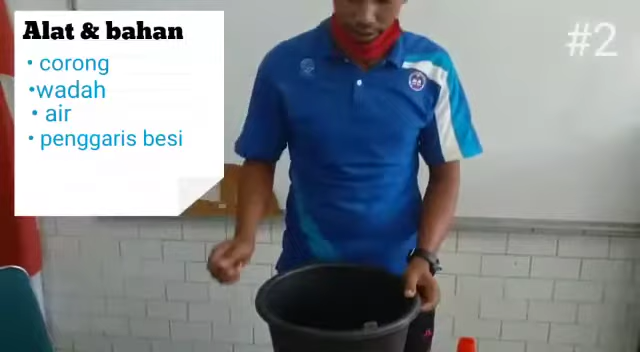 Alat & bahan
#2
• corong
•wadah
• air
• penggaris besi